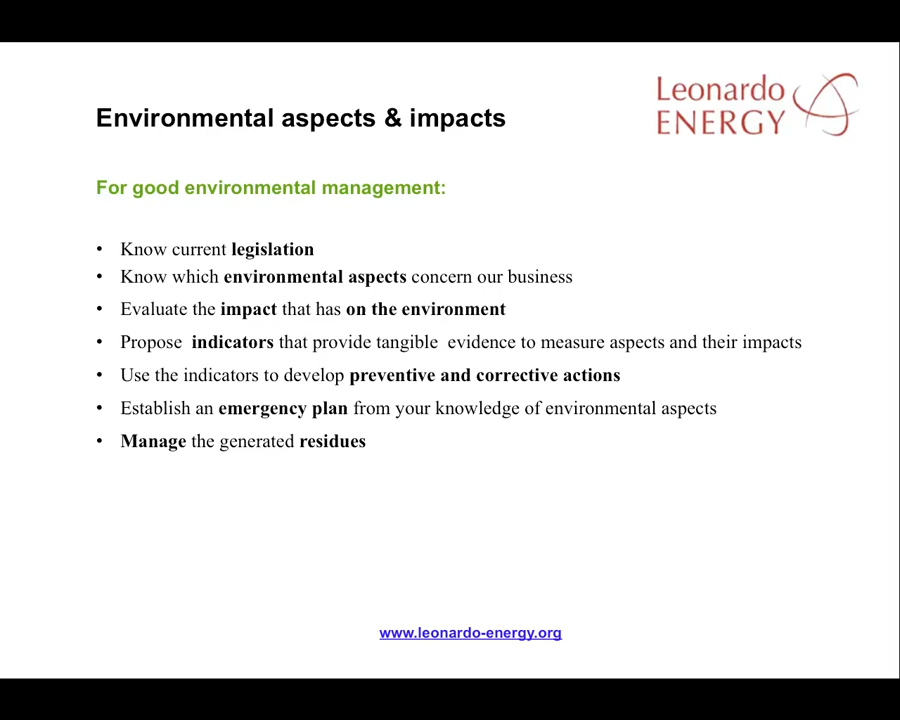 Leonardo
ENERGY
Environmental aspects & impacts
For good environmental management:
• Know current legislation
• Know which environmental aspects concern our business
• Evaluate the impact that has on the environment
• Propose  indicators that provide tangible  evidence to measure aspects and their impacts
• Use the indicators to develop preventive and corrective actions
• Establish an emergency plan from your knowledge of environmental aspects
• Manage the generated residues
www.leonardo-energy.org